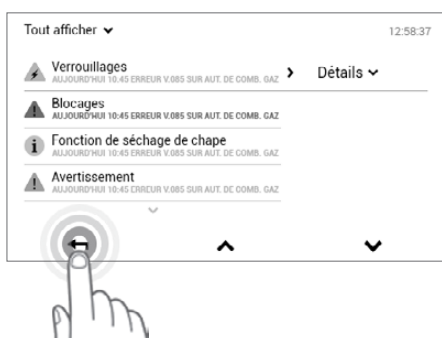 Tout afficher
12:58:37
Verrouillages
AUJOURD'HUI 10.45 ERREUR V.085 SUR AUT. DE COMB. GAZ
Détails
Blocages
AUJOURD'HUI 10:45 ERREUR V.085 SUR AUT. DE COMB. GAZ
Fonction de séchage de chape
AUJOURD'HUI 10:45 ERREUR V.085 SUR AUT. DE COMB. GAZ
Avertissement
AUJOURD'HUI 10:45 ERREUR V.085 SUR AUT. DE COMB. GAZ